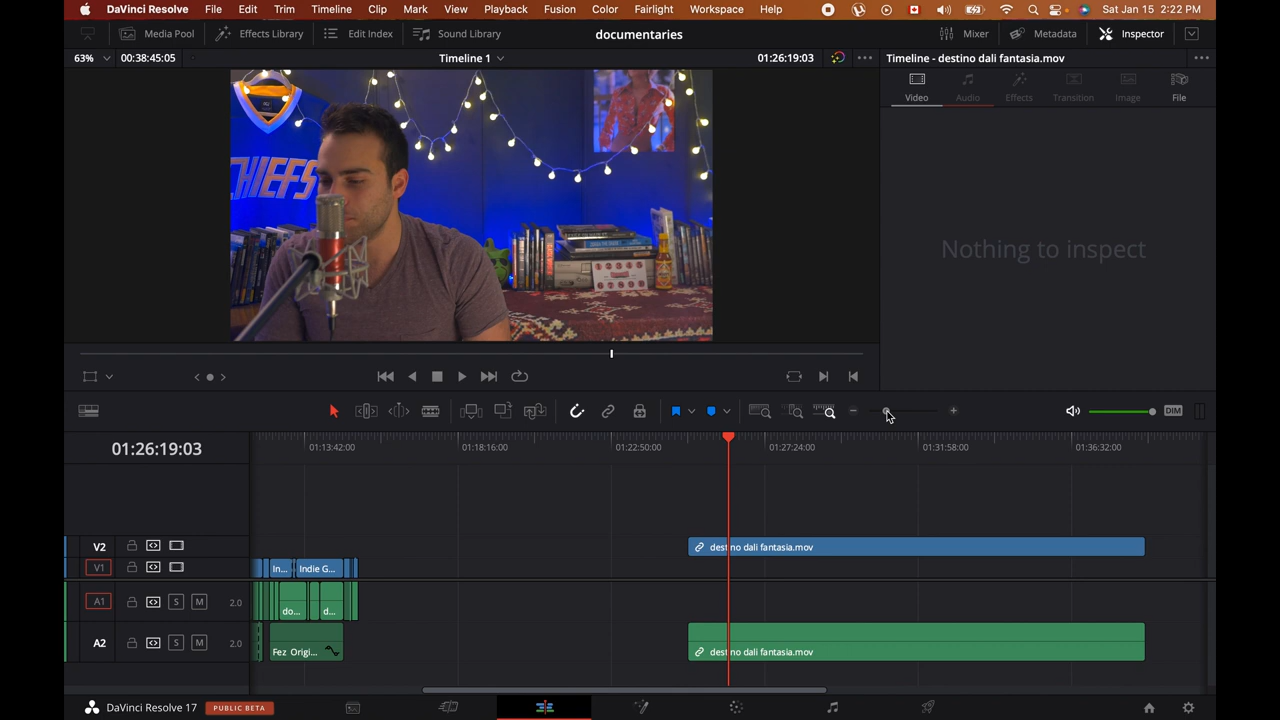 DaVinci Resolve File Edit Trim Timeline Clip Mark View Playback Fusion Color Fairlight Workspace Help Sat Jan 15 2:22 PM
Media Pool Effects Library Edit Index Sound Library documentaries Mixer Metadata Inspector
63% 00:38:45:05 Timeline 1 01:26:19:03 Timeline - destino dali fantasia.mov
Video Audio Effects Transition Image File
CHIEFS
Nothing to inspect
DIM
01:26:19:03 01:13:42:00 01:18:16:00 01:22:50:00 01:27:24:00 01:31:58:00 01:36:32:00
V2 destino dali fantasia.mov
V1 In... Indie G...
A1 S M 2.0 do... d...
A2 S M 2.0 Fez Origi... destino dali fantasia.mov
DaVinci Resolve 17 PUBLIC BETA